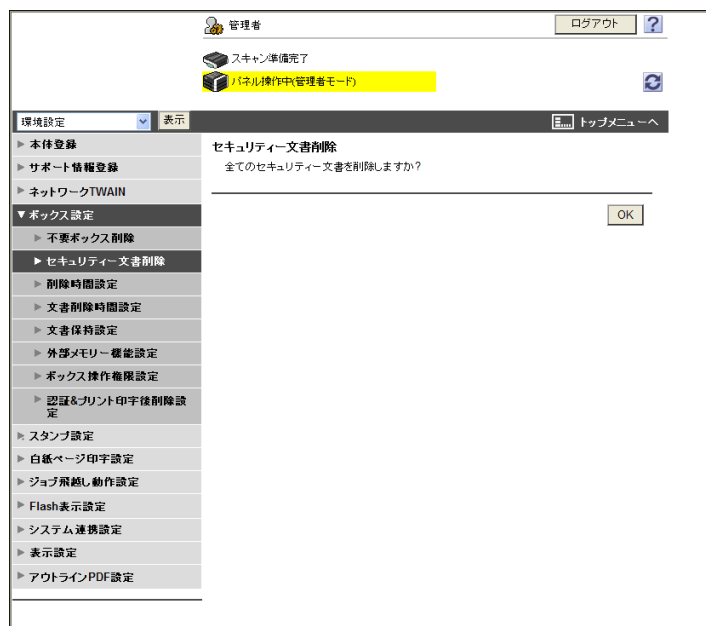 管理者
ログアウト
?
スキャン準備完了
パネル操作中(管理者モード)
環境設定
表示
トップメニューへ
本体登録
サポート情報登録
ネットワークTWAIN
ボックス設定
不要ボックス削除
セキュリティー文書削除
削除時間設定
文書削除時間設定
文書保持設定
外部メモリー機能設定
ボックス操作権限設定
認証&プリント印字後削除設
定
スタンプ設定
白紙ページ印字設定
ジョブ飛越し動作設定
Flash表示設定
システム連携設定
表示設定
アウトラインPDF設定
セキュリティー文書削除
全てのセキュリティー文書を削除しますか?
OK